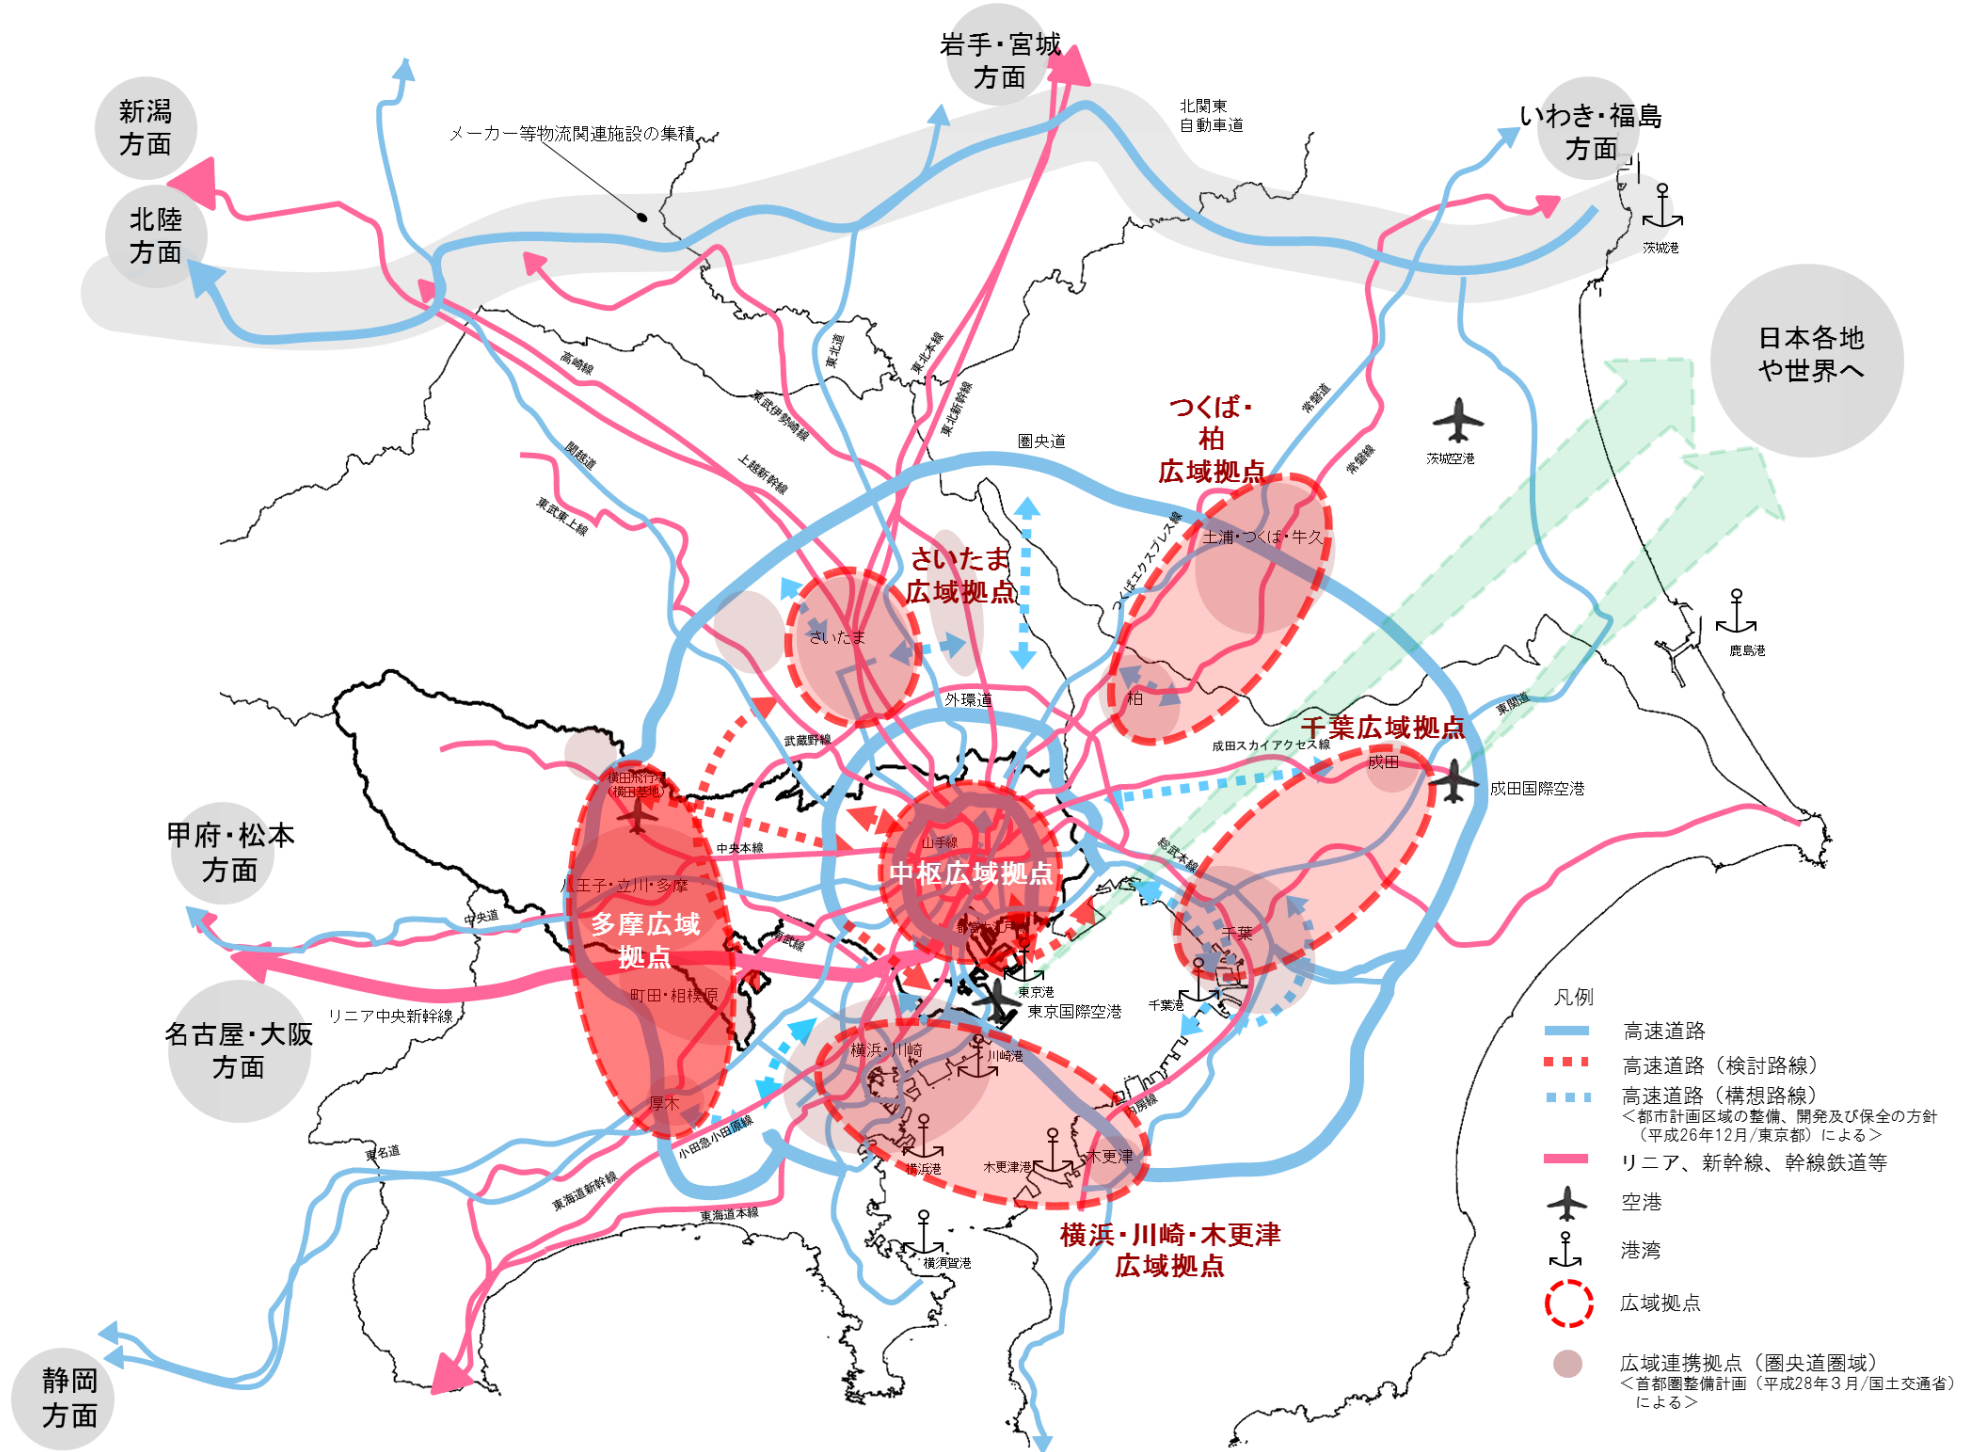 岩手・宮城
方面
新潟
方面
北陸
方面
メーカー等物流関連施設の集積
北関東
自動車道
いわき・福島
方面
茨城港
日本各地
や世界へ
高崎線
東北道
東北本線
東武伊勢崎線
東北新幹線
常磐道
つくば・
柏
広域拠点
圏央道
関越道
上越新幹線
常磐線
茨城空港
東武東上線
つくばエクスプレス線
土浦・つくば・牛久
さいたま
広域拠点
さいたま
鹿島港
柏
外環道
東関道
武蔵野線
千葉広域拠点
成田スカイアクセス線
成田
成田国際空港
横田飛行場
（横田基地）
甲府・松本
方面
中央本線
山手線
総武本線
中枢広域拠点
八王子・立川・多摩
多摩広域
拠点
中央道
南武線
千葉
町田・相模原
東京港
東京国際空港
千葉港
リニア中央新幹線
名古屋・大阪
方面
横浜・川崎
川崎港
厚木
小田急小田原線
内房線
東名道
横浜港
木更津港
木更津
東海道新幹線
東海道本線
横須賀港
横浜・川崎・木更津
広域拠点
静岡
方面
凡例
高速道路
高速道路（検討路線）
高速道路（構想路線）
＜都市計画区域の整備、開発及び保全の方針
（平成26年12月/東京都）による＞
リニア、新幹線、幹線鉄道等
空港
港湾
広域拠点
広域連携拠点（圏央道圏域）
＜首都圏整備計画（平成28年３月/国土交通省）
による＞